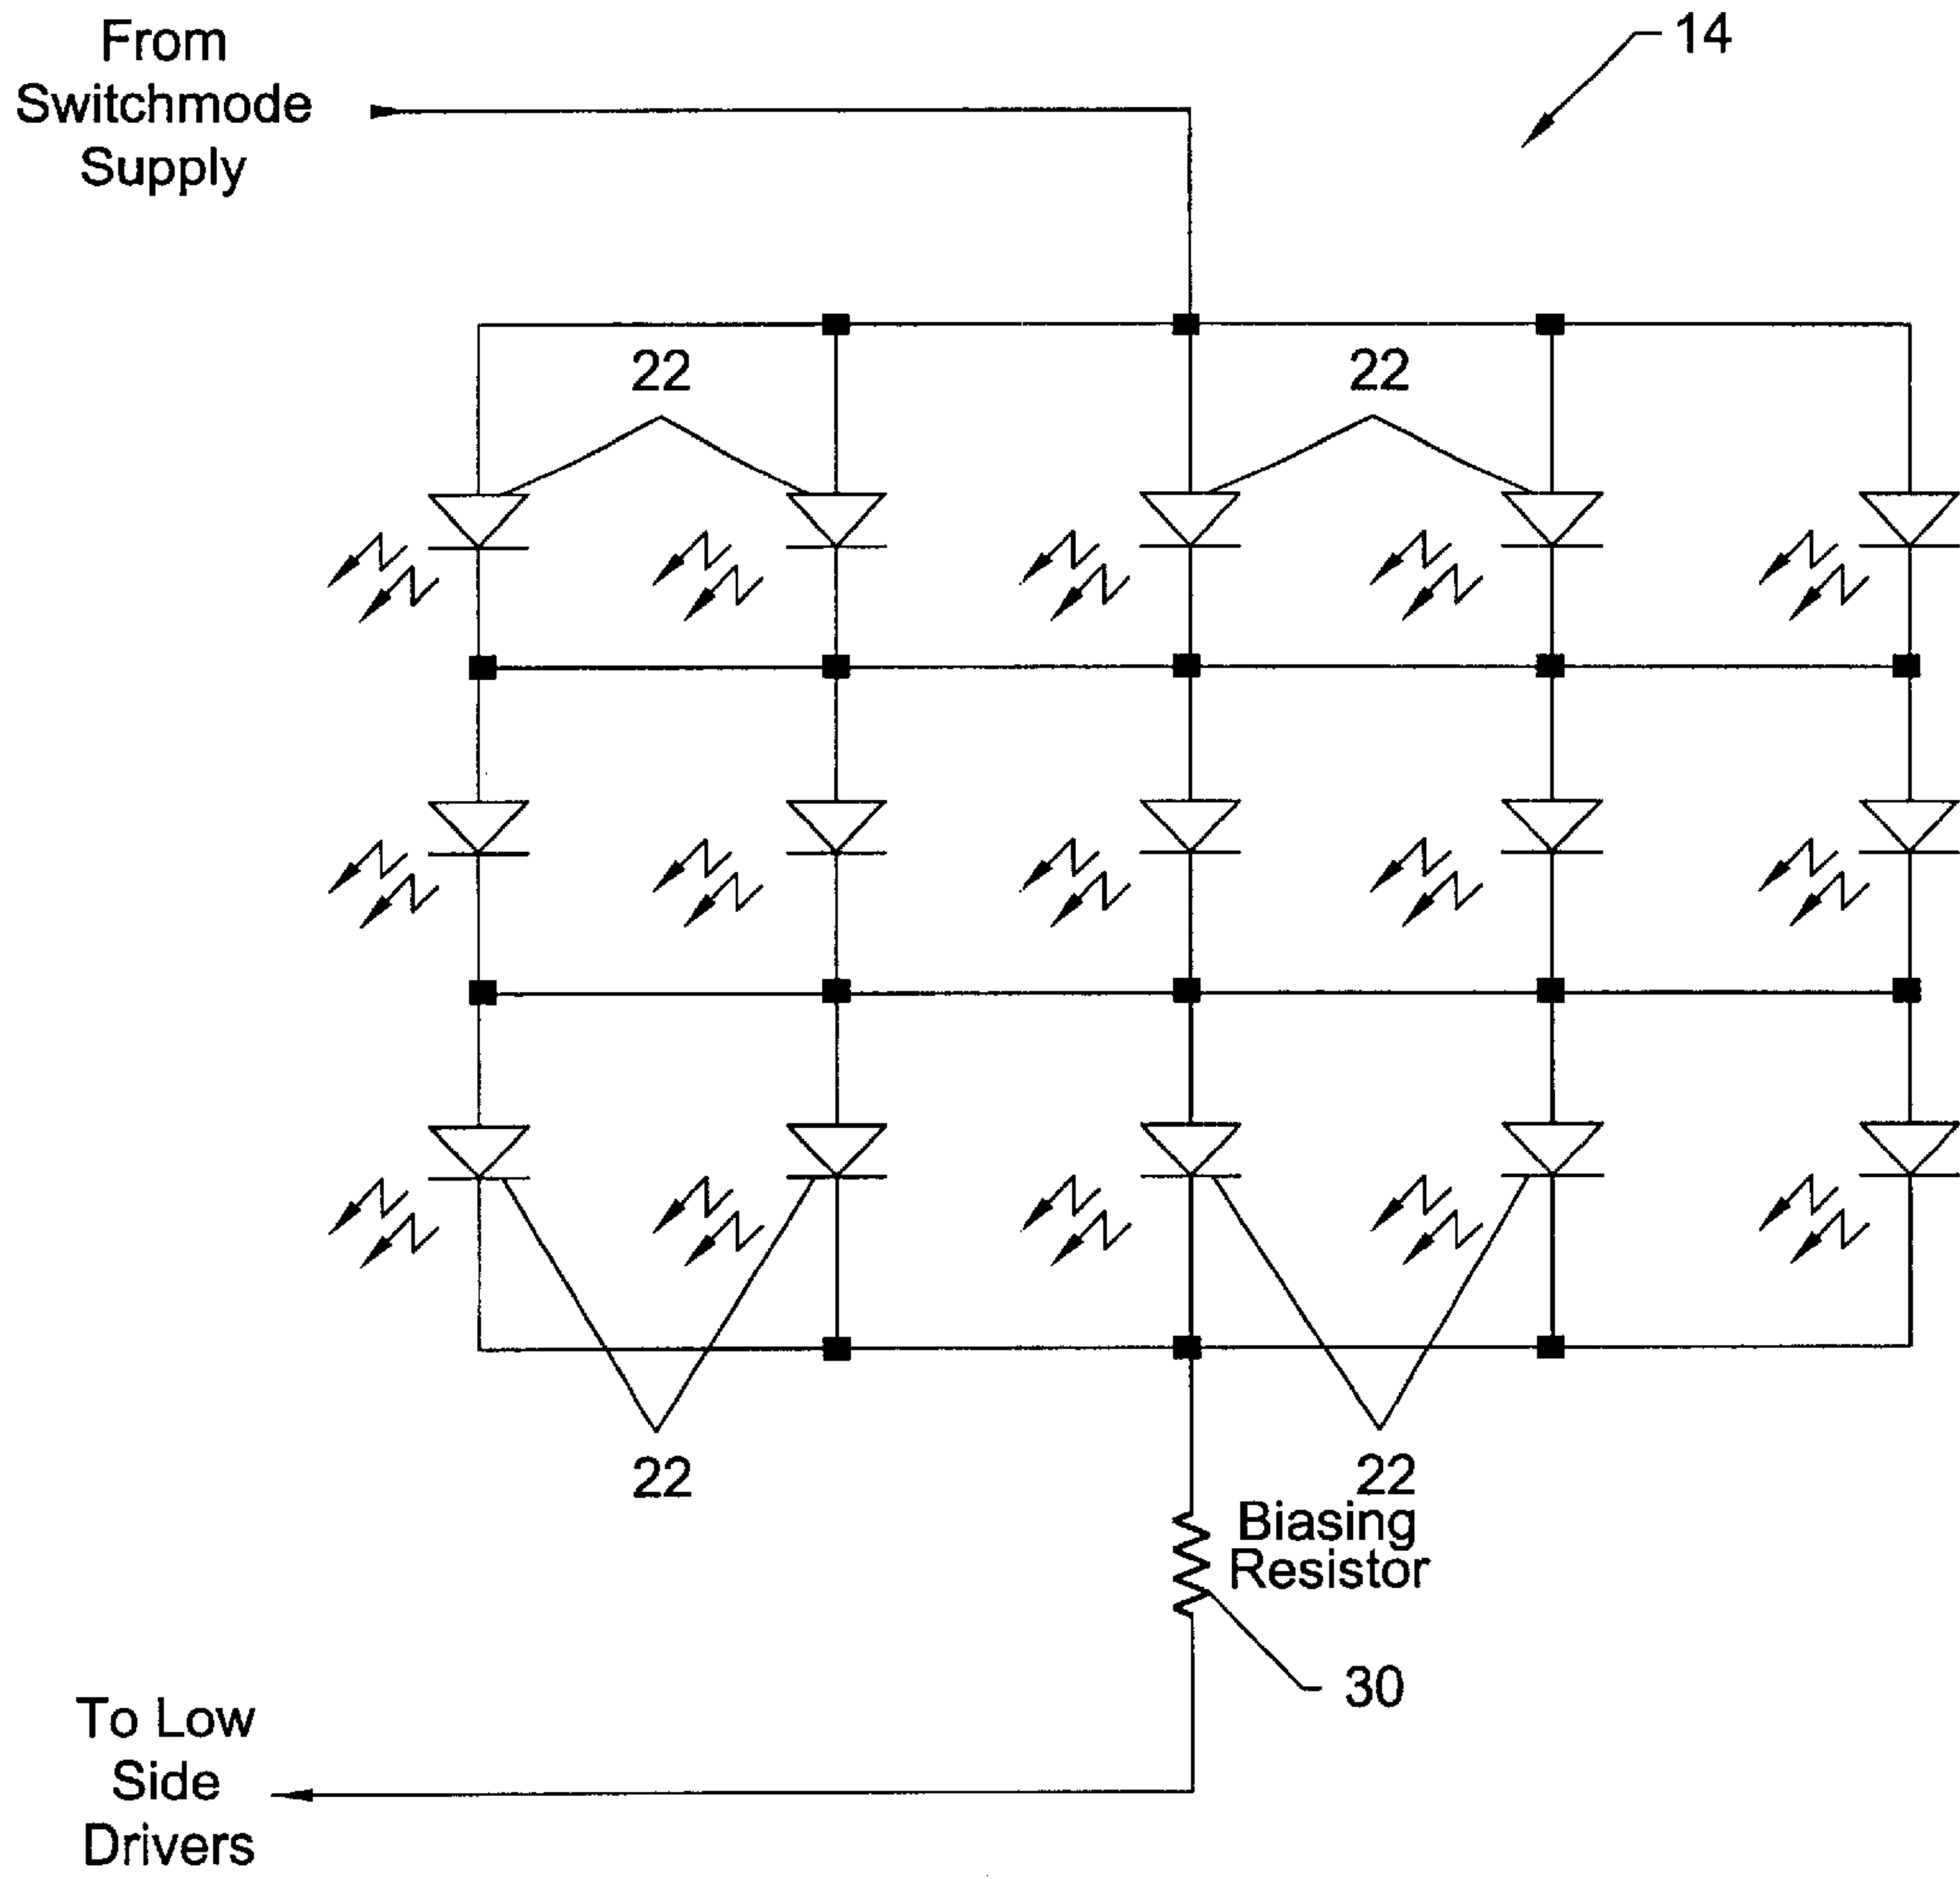 From
Switchmode
Supply
14
22
22
22
22
Biasing
Resistor
30
To Low
Side
Drivers